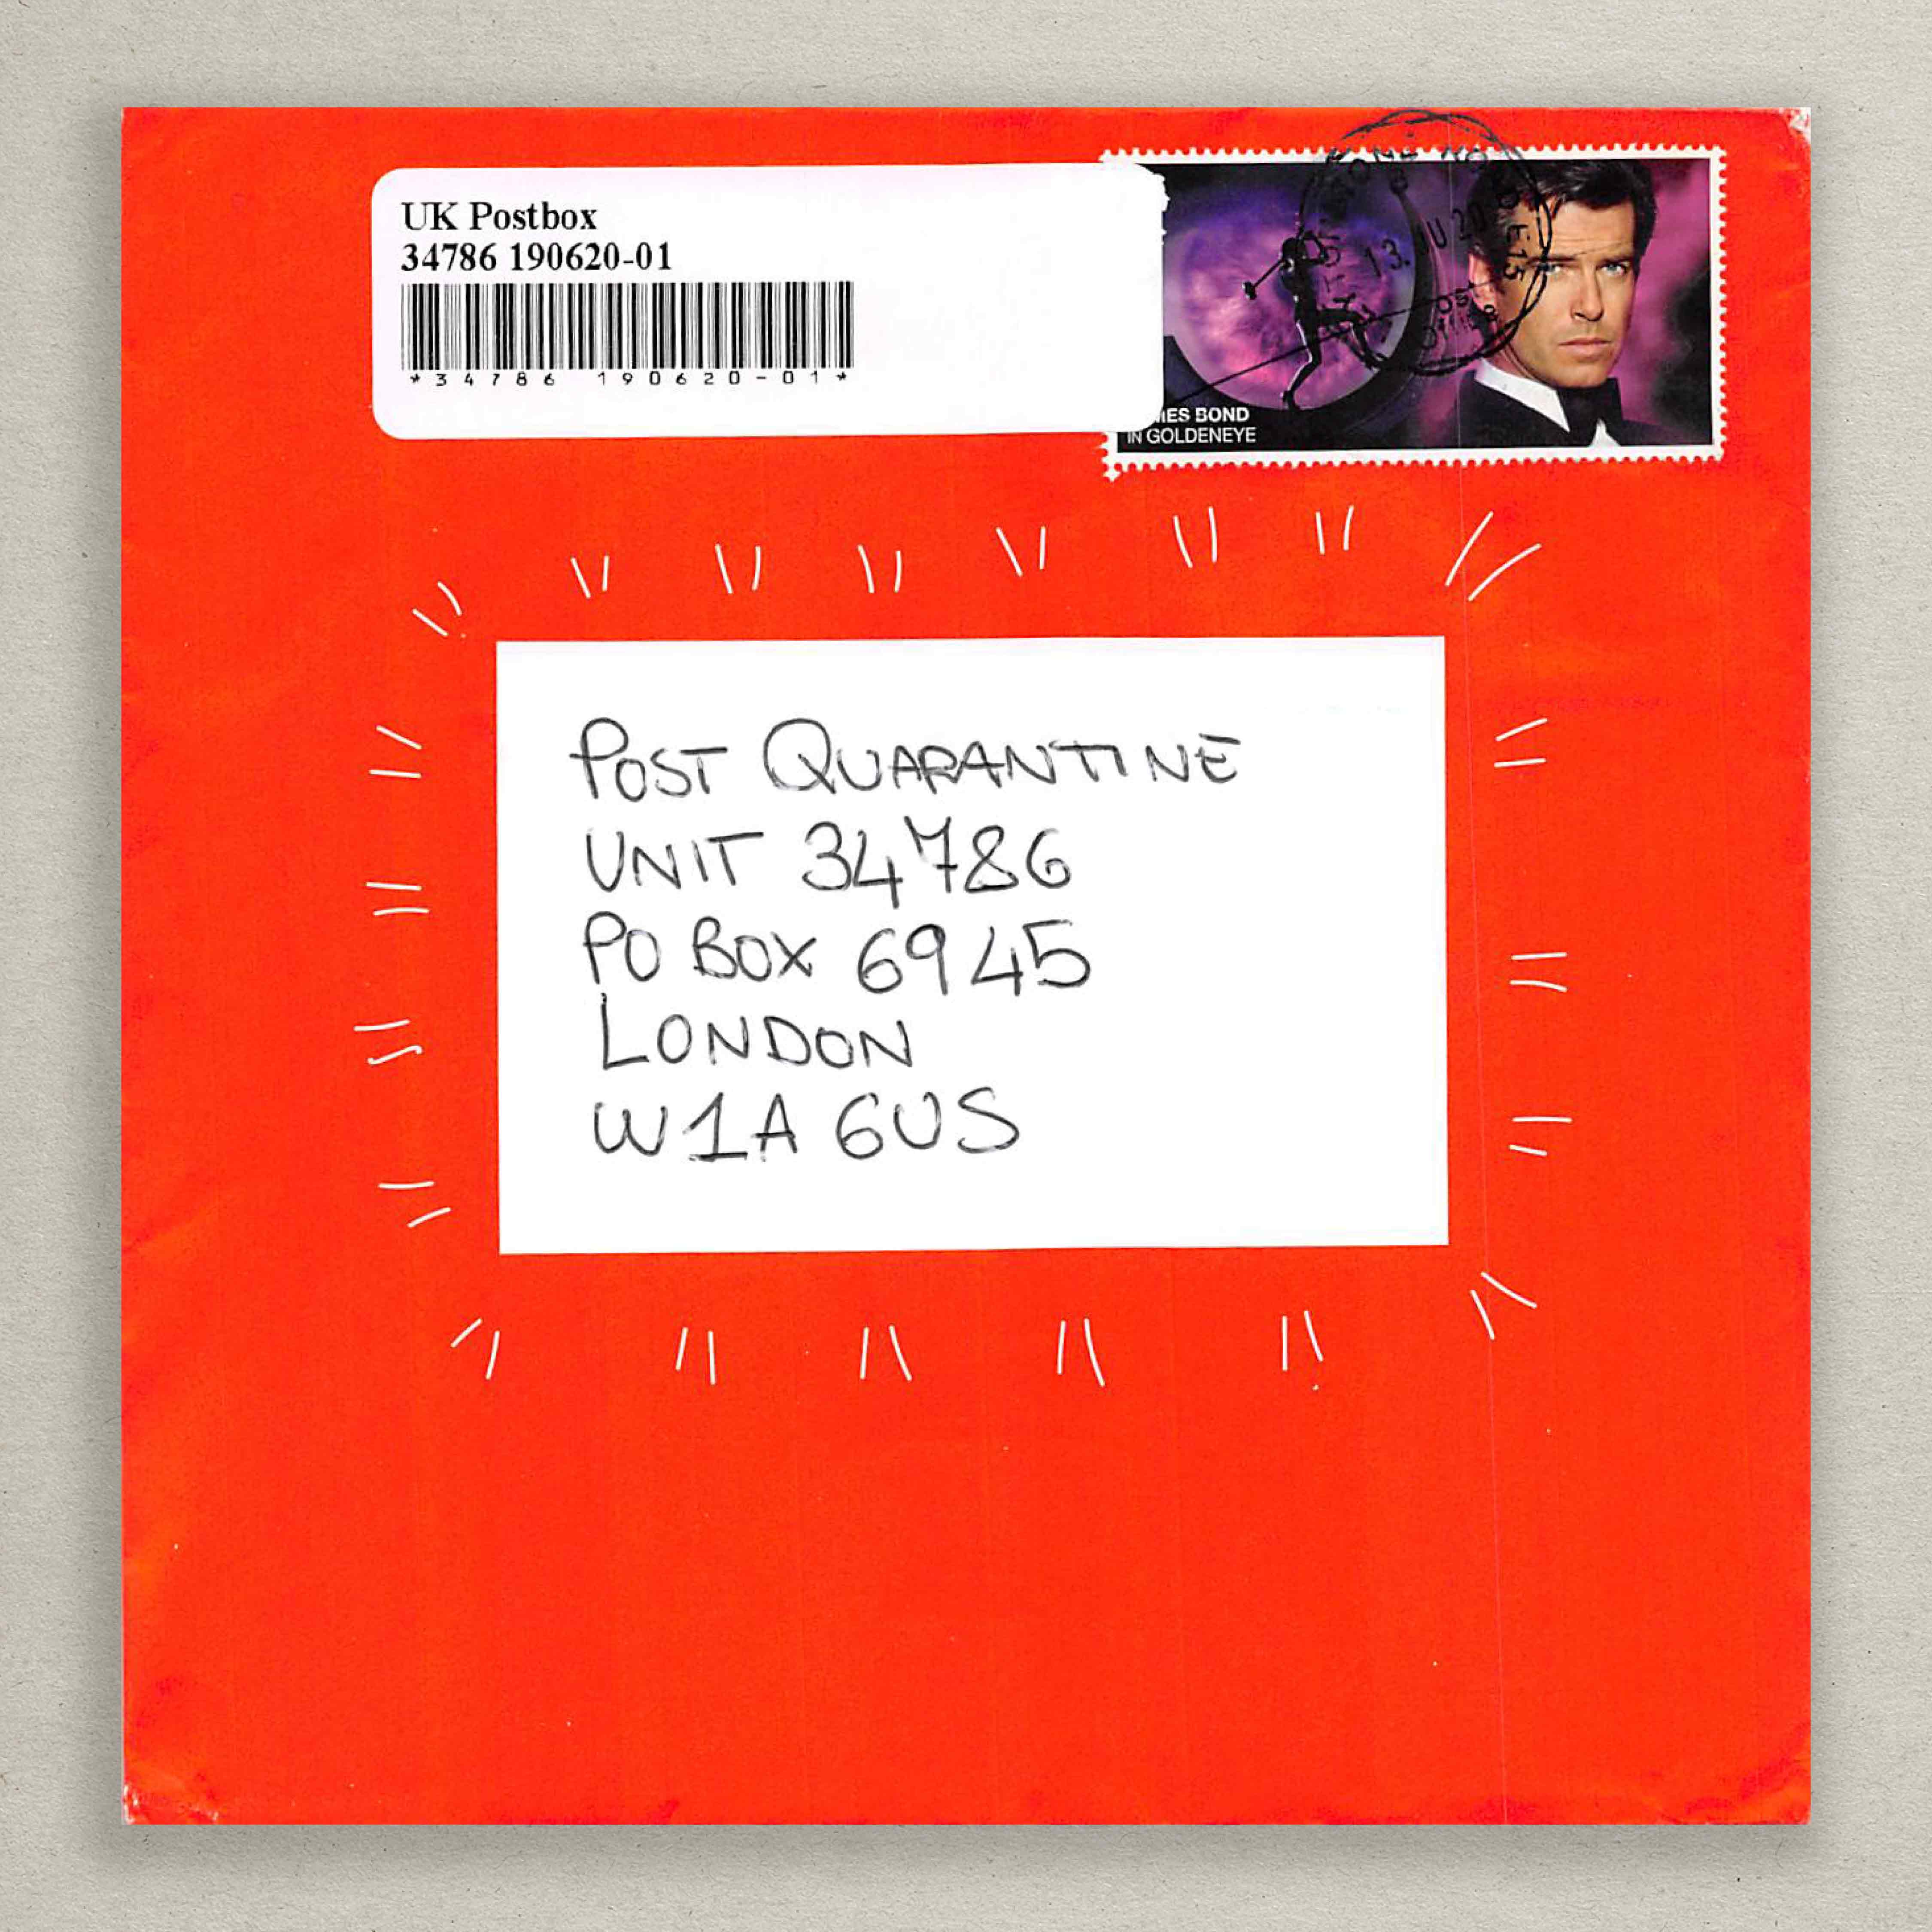 UK Postbox
34786 190620-01
*34786 190620-01*
BOND
IN GOLDENEYE
Post Quarantine
Unit 34786
PO Box 6945
London
W1A 6US